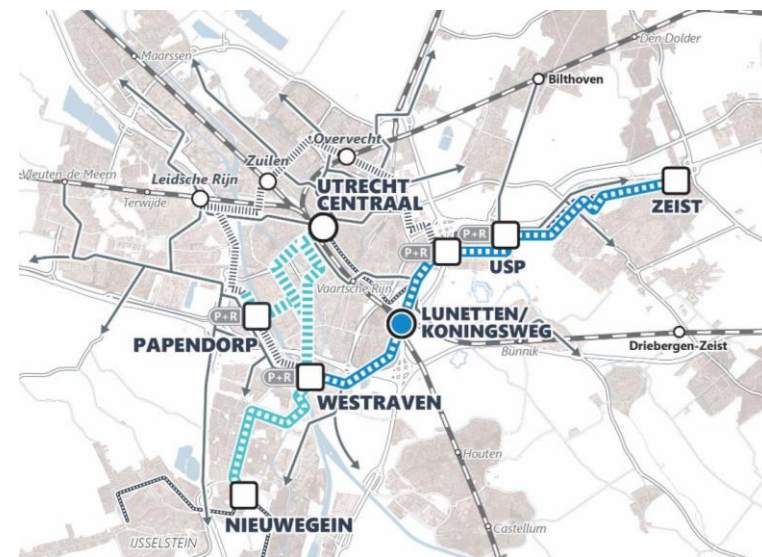 Maarssen
Den Dolder
Bilthoven
Overvecht
Zuilen
Vleuten-de Meern
Leidsche Rijn
Terwijde
UTRECHT
CENTRAAL
ZEIST
P+R
P+R
USP
Vaartsche Rijn
P+R
PAPENDORP
LUNETTEN/
KONINGSWEG
Bunnik
Driebergen-Zeist
P+R
WESTRAVEN
Houten
NIEUWEGEIN
IJSSELSTEIN
Castellum